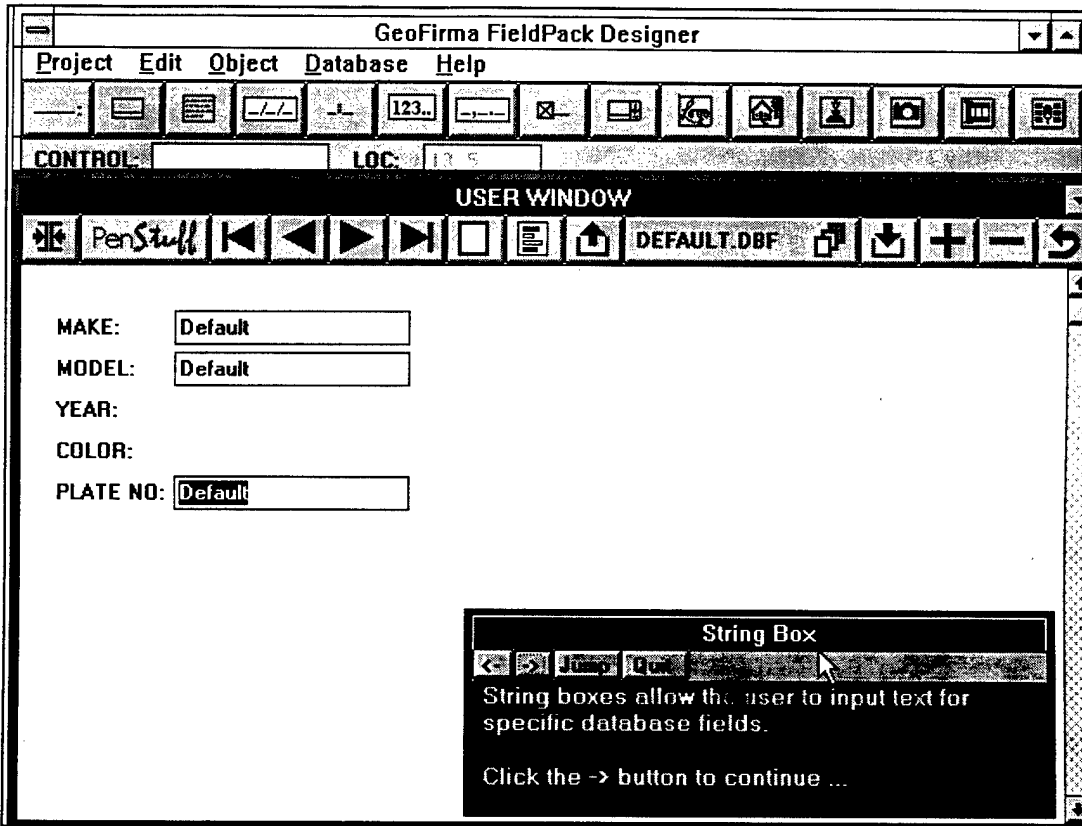 GeoFirma FieldPack Designer
Project Edit Object Database Help
123..
CONTROL: LOC: 13 5
USER WINDOW
PenStuff DEFAULT.DBF
MAKE: Default
MODEL: Default
YEAR:
COLOR:
PLATE NO: Default
String Box
<- -> Jump Quit
String boxes allow the user to input text for
specific database fields.
Click the -> button to continue ...